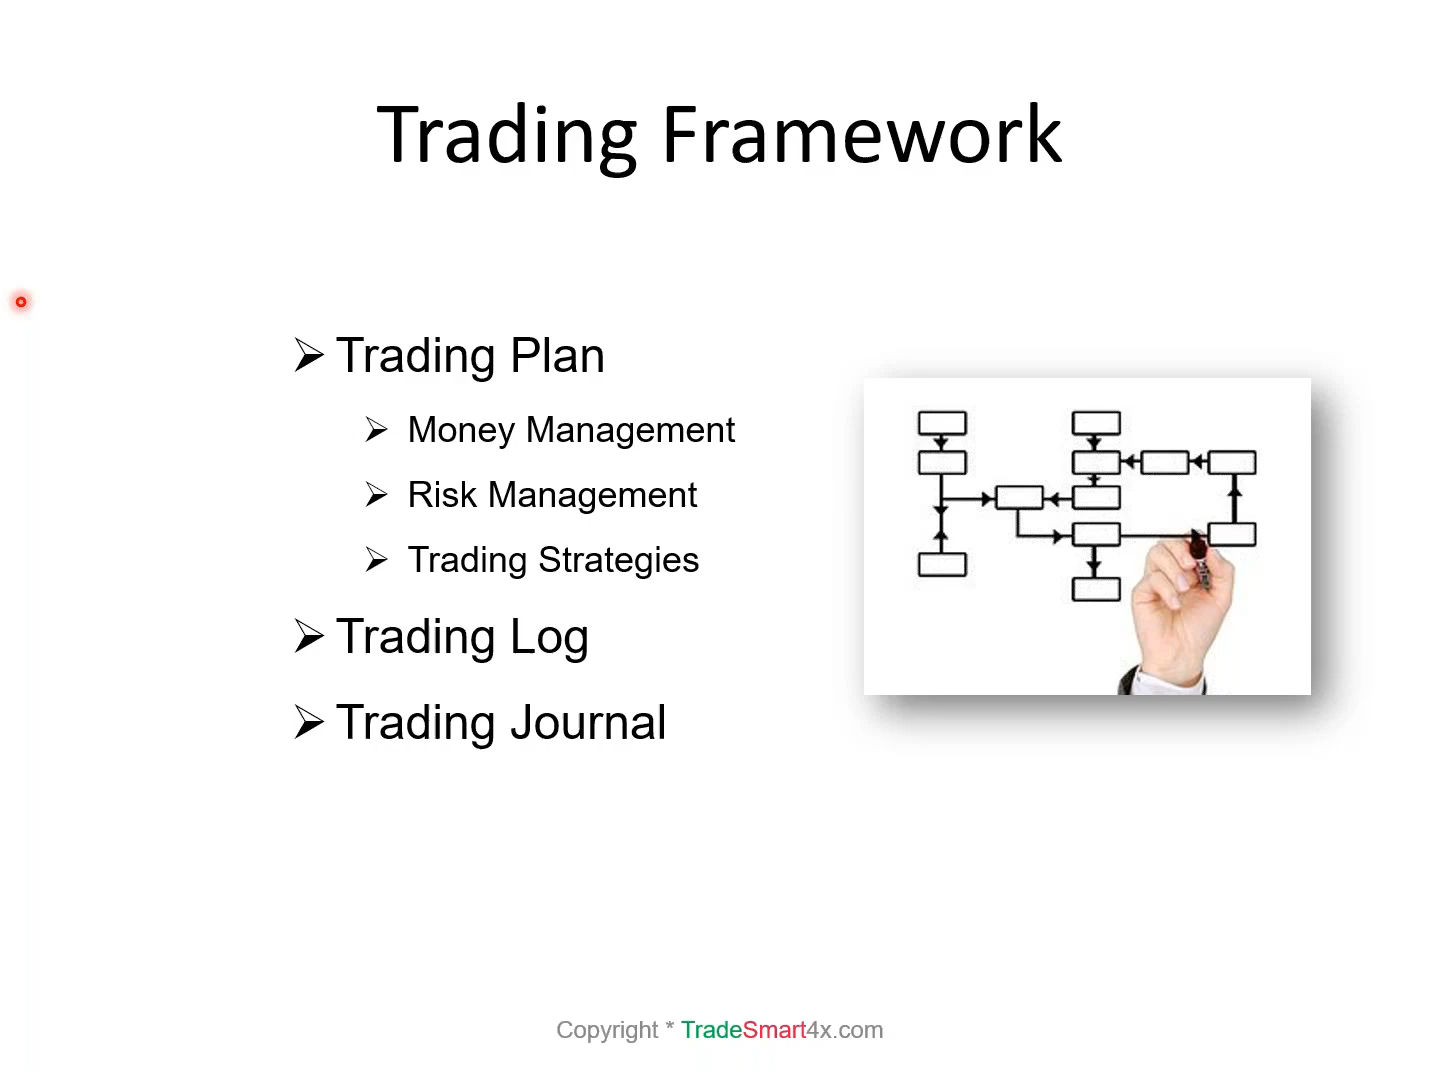 Trading Framework
Trading Plan
Money Management
Risk Management
Trading Strategies
Trading Log
Trading Journal
Copyright * TradeSmart4x.com